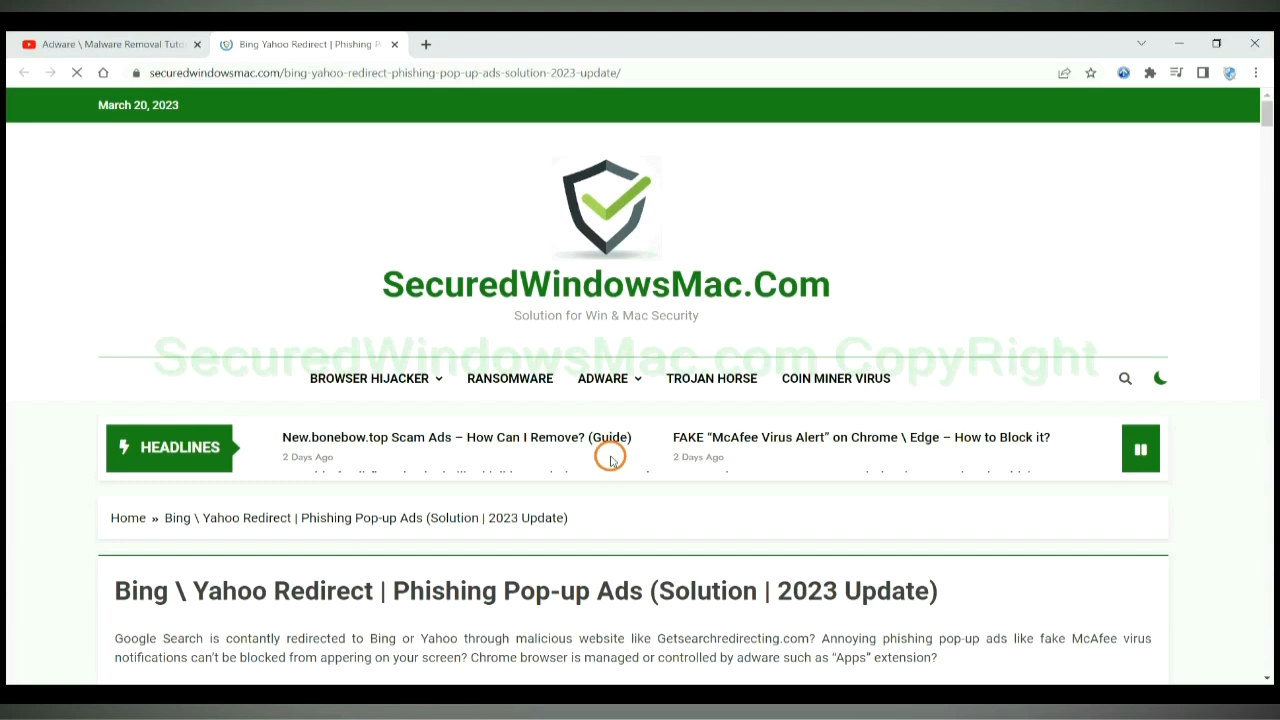 Adware \ Malware Removal Tuto
Bing Yahoo Redirect | Phishing P
securedwindowsmac.com/bing-yahoo-redirect-phishing-pop-up-ads-solution-2023-update/
March 20, 2023
SecuredWindowsMac.Com
Solution for Win & Mac Security
SecuredWindowsMac.com CopyRight
BROWSER HIJACKER RANSOMWARE ADWARE TROJAN HORSE COIN MINER VIRUS
HEADLINES
New.bonebow.top Scam Ads – How Can I Remove? (Guide)
2 Days Ago
FAKE “McAfee Virus Alert” on Chrome \ Edge – How to Block it?
2 Days Ago
Home » Bing \ Yahoo Redirect | Phishing Pop-up Ads (Solution | 2023 Update)
Bing \ Yahoo Redirect | Phishing Pop-up Ads (Solution | 2023 Update)
Google Search is contantly redirected to Bing or Yahoo through malicious website like Getsearchredirecting.com? Annoying phishing pop-up ads like fake McAfee virus
notifications can’t be blocked from appering on your screen? Chrome browser is managed or controlled by adware such as “Apps” extension?